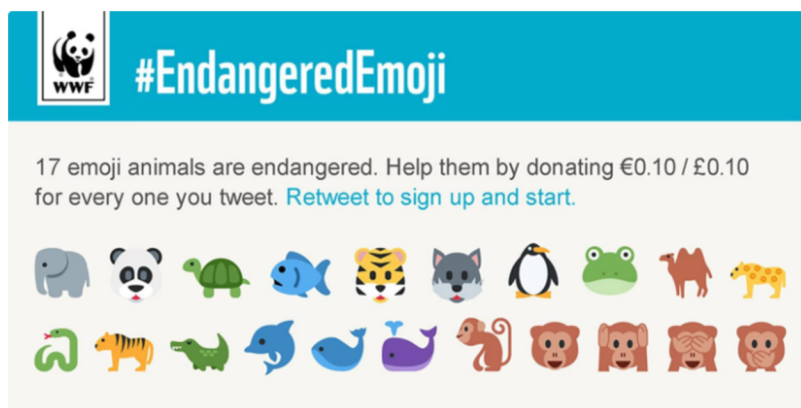 WWF
#EndangeredEmoji
17 emoji animals are endangered. Help them by donating €0.10 / £0.10
for every one you tweet. Retweet to sign up and start.